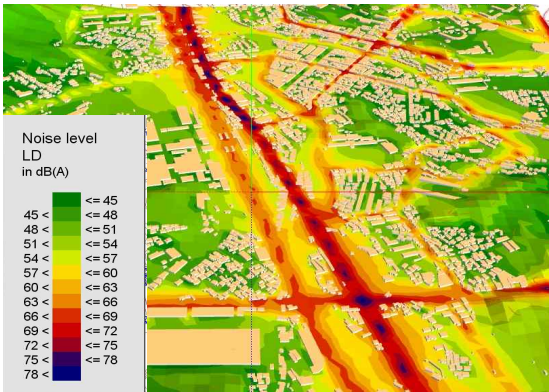 Noise level
LD
in dB(A)
<= 45
45 < <= 48
48 < <= 51
51 < <= 54
54 < <= 57
57 < <= 60
60 < <= 63
63 < <= 66
66 < <= 69
69 < <= 72
72 < <= 75
75 < <= 78
78 <